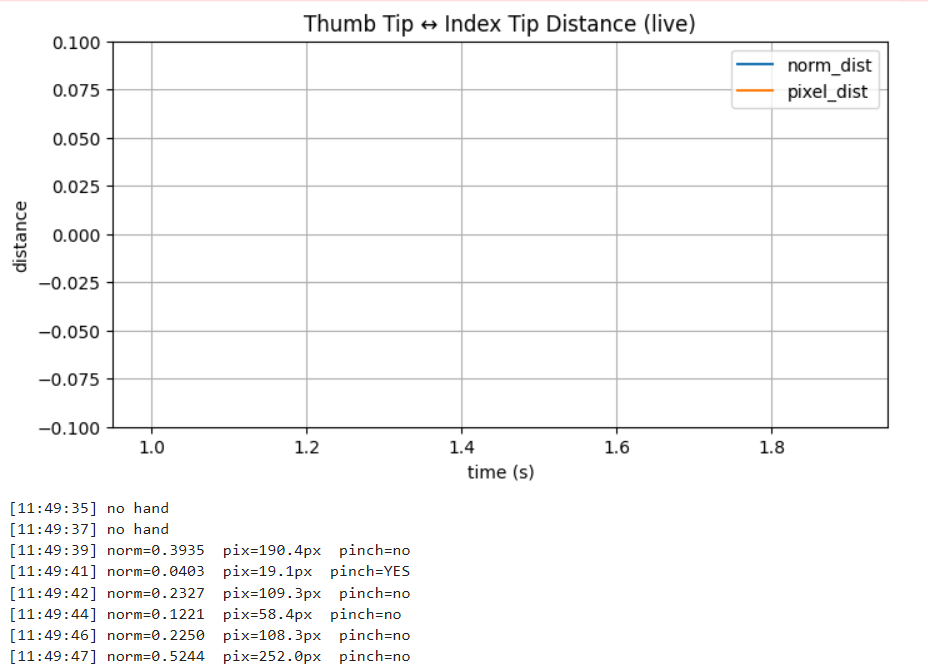 Thumb Tip ↔ Index Tip Distance (live)
0.100
0.075
0.050
0.025
0.000
−0.025
−0.050
−0.075
−0.100
distance
norm_dist
pixel_dist
1.0 1.2 1.4 1.6 1.8
time (s)
[11:49:35] no hand
[11:49:37] no hand
[11:49:39] norm=0.3935  pix=190.4px  pinch=no
[11:49:41] norm=0.0403  pix=19.1px  pinch=YES
[11:49:42] norm=0.2327  pix=109.3px  pinch=no
[11:49:44] norm=0.1221  pix=58.4px  pinch=no
[11:49:46] norm=0.2250  pix=108.3px  pinch=no
[11:49:47] norm=0.5244  pix=252.0px  pinch=no